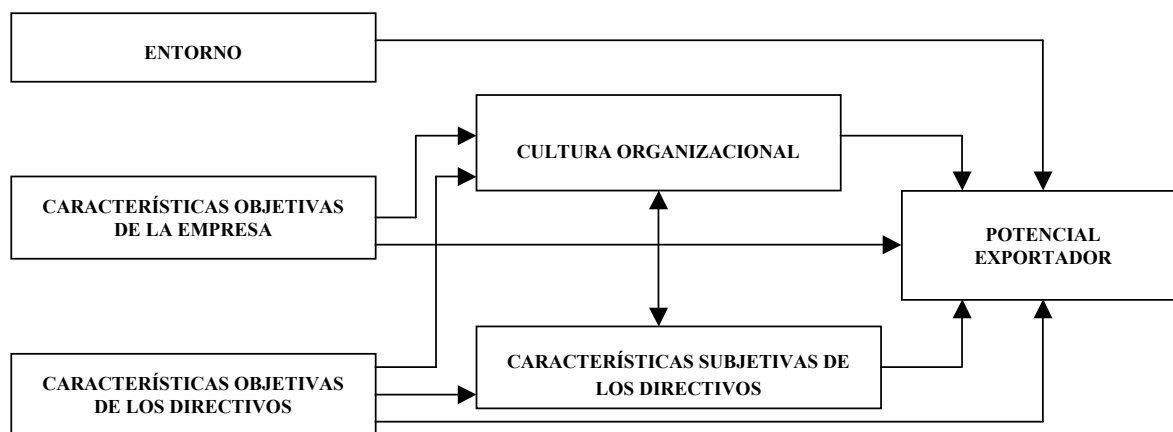 ENTORNO
CULTURA ORGANIZACIONAL
CARACTERÍSTICAS OBJETIVAS
DE LA EMPRESA
POTENCIAL
EXPORTADOR
CARACTERÍSTICAS SUBJETIVAS DE
LOS DIRECTIVOS
CARACTERÍSTICAS OBJETIVAS
DE LOS DIRECTIVOS